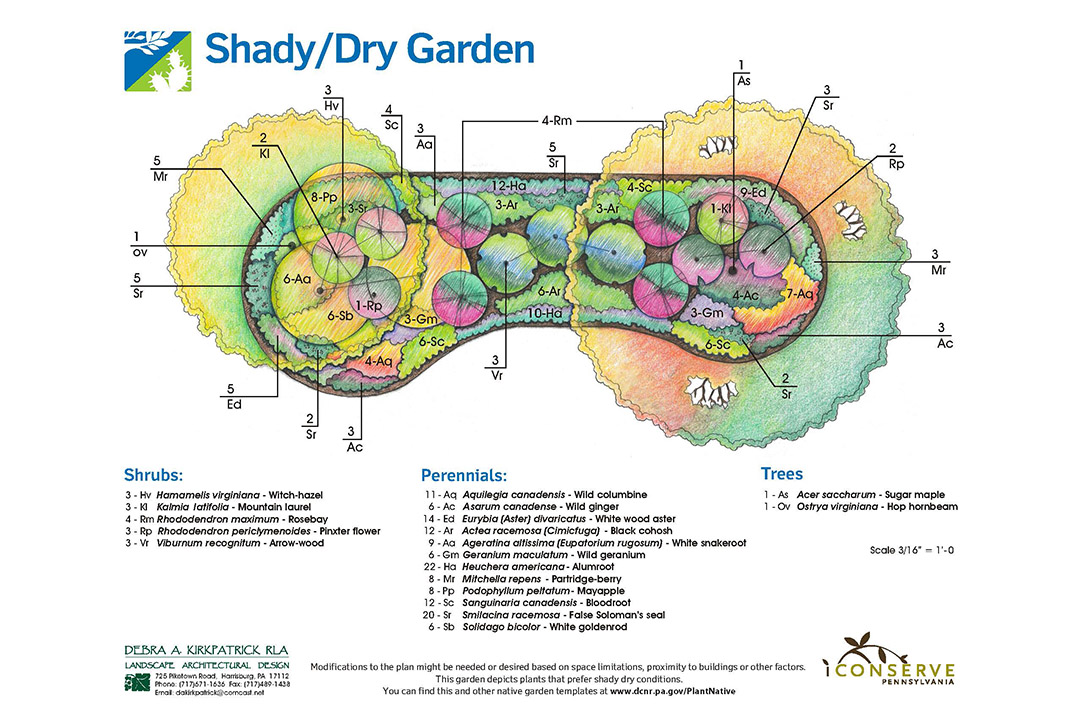 Shady/Dry Garden
1
As
3
Hv
3
Sr
4
Sc
4-Rm
3
Aa
2
Kl
5
Sr
2
Rp
5
Mr
12-Ha
4-Sc
9-Ed
8-Pp
3-Sr
3-Ar
3-Ar
1-Kl
1
ov
3
Mr
5
Sr
6-Aa
1-Rp
6-Ar
4-Ac
7-Aq
6-Sb
3-Gm
10-Ha
3-Gm
3
Ac
6-Sc
6-Sc
4-Aq
3
Vr
2
Sr
5
Ed
2
Sr
3
Ac
Shrubs:
3 - Hv Hamamelis virginiana - Witch-hazel
3 - Kl Kalmia latifolia - Mountain laurel
4 - Rm Rhododendron maximum - Rosebay
3 - Rp Rhododendron periclymenoides - Pinxter flower
3 - Vr Viburnum recognitum - Arrow-wood
Perennials:
11 - Aq Aquilegia canadensis - Wild columbine
6 - Ac Asarum canadense - Wild ginger
14 - Ed Eurybia (Aster) divaricatus - White wood aster
12 - Ar Actea racemosa (Cimicfuga) - Black cohosh
9 - Aa Ageratina altissima (Eupatorium rugosum) - White snakeroot
6 - Gm Geranium maculatum - Wild geranium
22 - Ha Heuchera americana - Alumroot
8 - Mr Mitchella repens - Partridge-berry
8 - Pp Podophyllum peltatum- Mayapple
12 - Sc Sanguinaria canadensis - Bloodroot
20 - Sr Smilacina racemosa - False Soloman's seal
6 - Sb Solidago bicolor - White goldenrod
Trees
1 - As Acer saccharum - Sugar maple
1 - Ov Ostrya virginiana - Hop hornbeam
Scale 3/16" = 1'-0
DEBRA A. KIRKPATRICK RLA
LANDSCAPE ARCHITECTURAL DESIGN
725 Piketown Road, Harrisburg, PA 17112
Phone: (717)671-1636 Fax: (717)489-1438
Email: dakirkpatrick@comcast.net
Modifications to the plan might be needed or desired based on space limitations, proximity to buildings or other factors.
This garden depicts plants that prefer shady dry conditions.
You can find this and other native garden templates at www.dcnr.pa.gov/PlantNative
iCONSERVE
PENNSYLVANIA